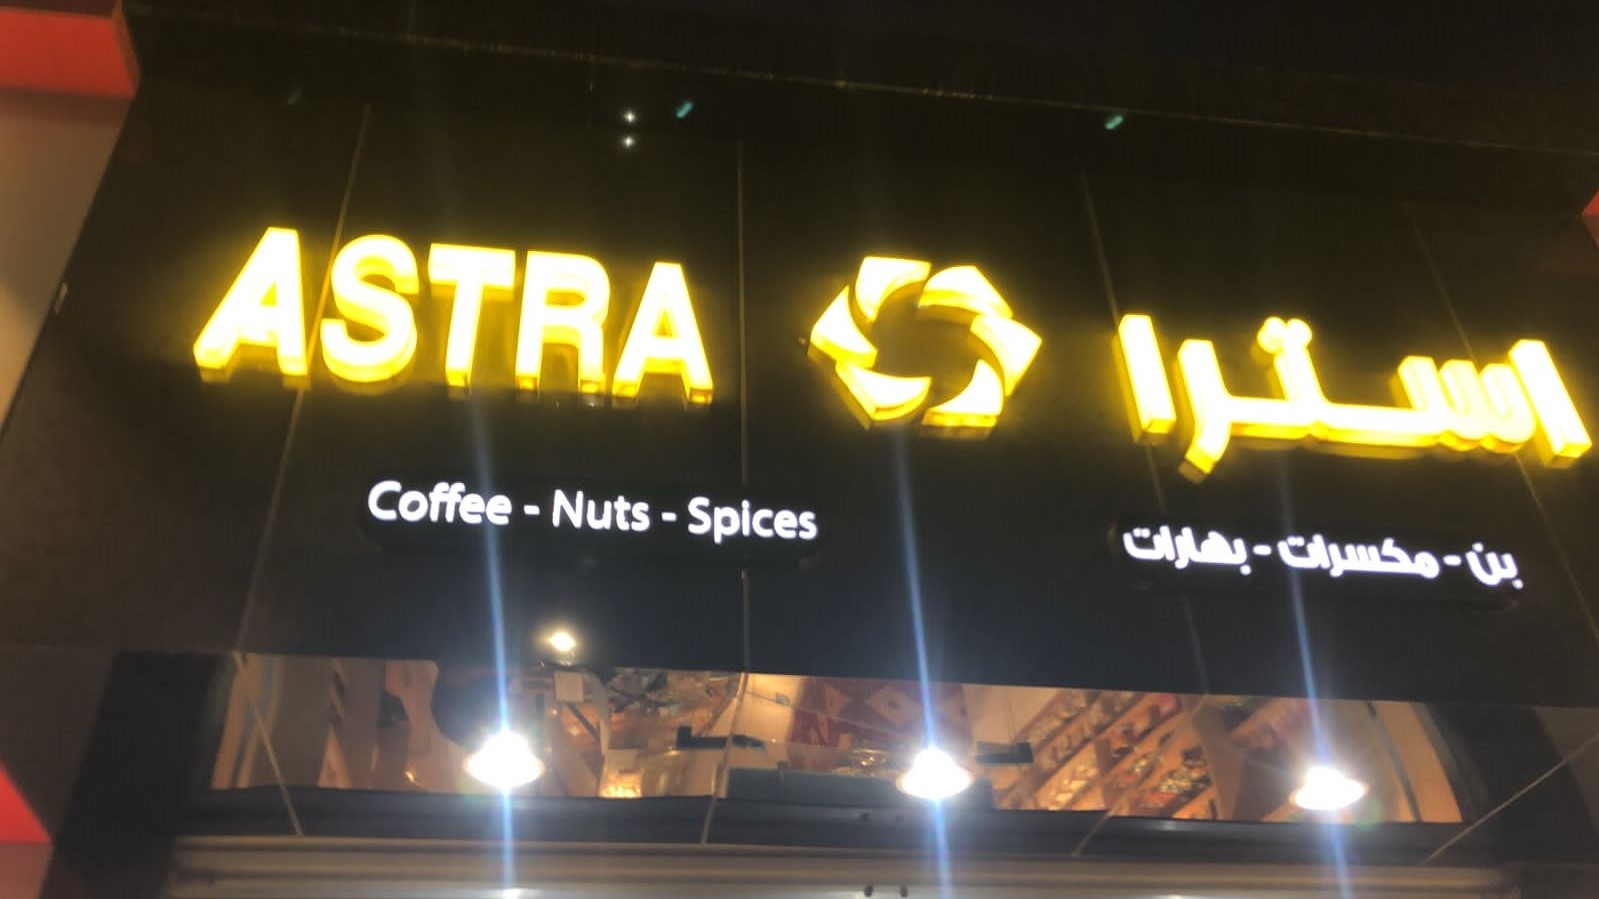 ASTRA استرا
Coffee - Nuts - Spices
بن - مكسرات - بهارات